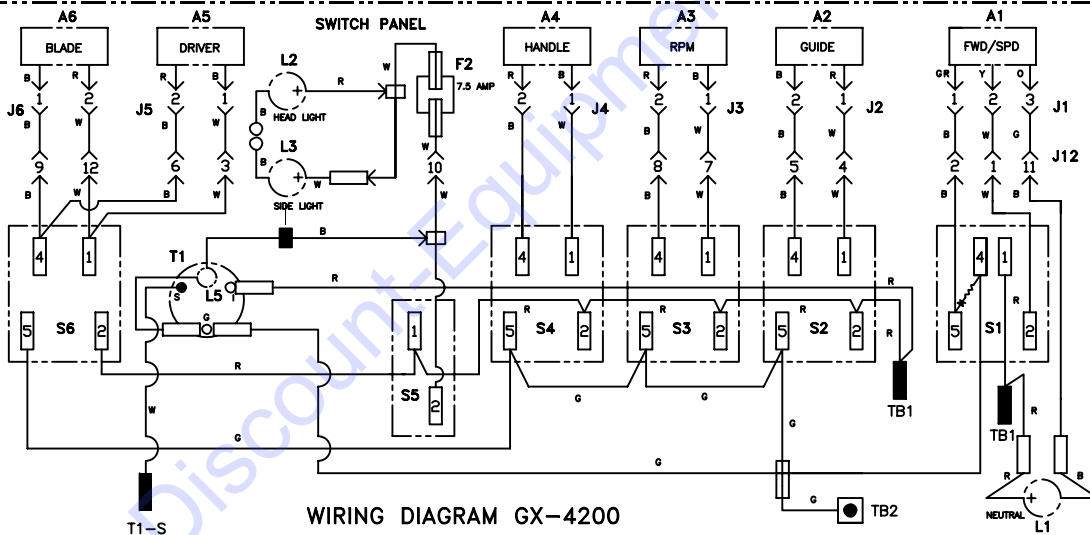 A6 A5 SWITCH PANEL A4 A3 A2 A1
BLADE DRIVER HANDLE RPM GUIDE FWD/SPD
F2
7.5 AMP
L2
HEAD LIGHT
L3
SIDE LIGHT
B R R B R W W R B R B B R GR Y O
1 2 2 1 2 1 2 1 2 1 1 2 3
J6 J5 J4 J3 J2 J1
B W B W B W B W B W B W G
J12
9 12 6 3 10 8 7 5 4 2 1 11
B W B W W B W B W B W B
B B R W
4 1 4 1 4 1 4 1 4 1
T1 B
S L5 I R R
G
5 S6 2 1 R 5 S4 2 R 5 S3 2 R 5 S2 2 R 5 S1 2 R
R S5 2
G G
TB1 TB1
W G G R
G
R B
T1-S
G TB2
NEUTRAL L1
WIRING DIAGRAM GX-4200
Discount-Equipmen